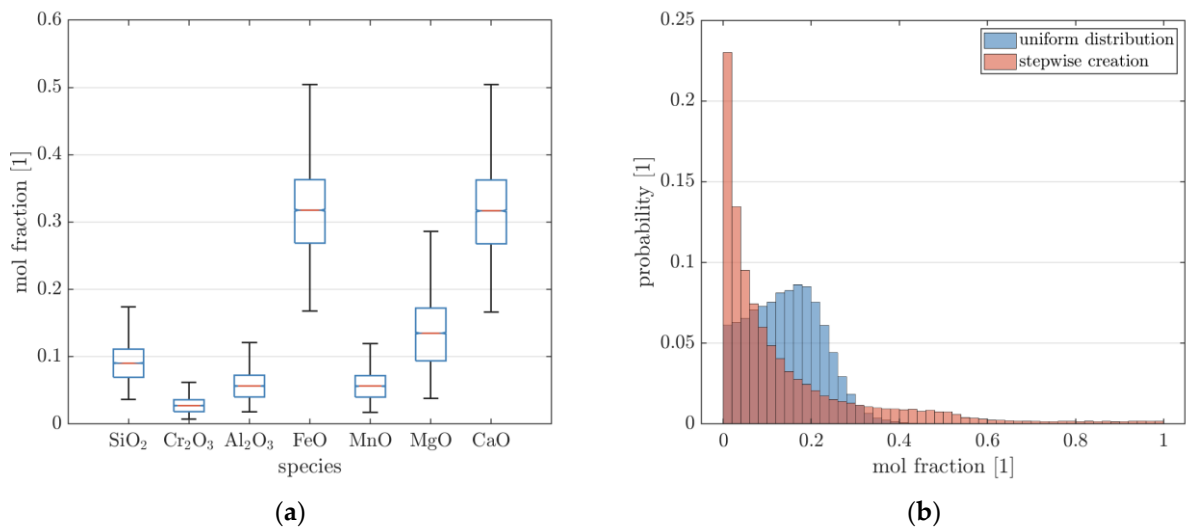 0.6
0.5
0.4
0.3
0.2
0.1
0
mol fraction [1]
SiO₂ Cr₂O₃ Al₂O₃ FeO MnO MgO CaO
species
(a)
0.25
0.2
0.15
0.1
0.05
0
probability [1]
uniform distribution
stepwise creation
0 0.2 0.4 0.6 0.8 1
mol fraction [1]
(b)